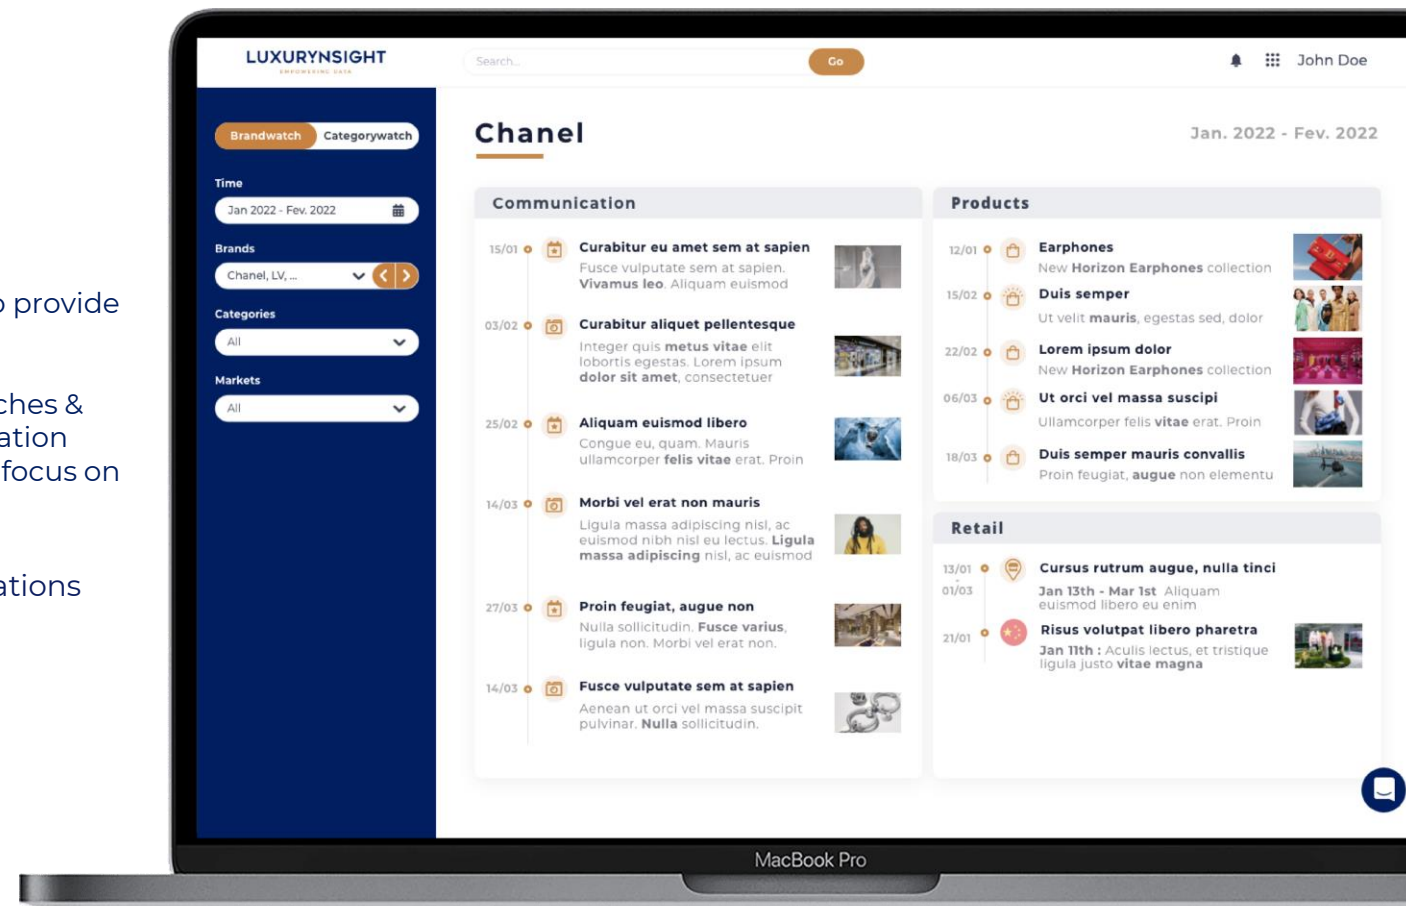 provide
ches &
ation
focus on
ations
LUXURYNSIGHT
EMPOWERING DATA
Search...
Go
John Doe
Brandwatch
Categorywatch
Time
Jan 2022 - Fev. 2022
Brands
Chanel, LV, ...
Categories
All
Markets
All
Chanel
Jan. 2022 - Fev. 2022
Communication
15/01
Curabitur eu amet sem at sapien
Fusce vulputate sem at sapien.
Vivamus leo. Aliquam euismod
03/02
Curabitur aliquet pellentesque
Integer quis metus vitae elit
lobortis egestas. Lorem ipsum
dolor sit amet, consectetuer
25/02
Aliquam euismod libero
Congue eu, quam. Mauris
ullamcorper felis vitae erat. Proin
14/03
Morbi vel erat non mauris
Ligula massa adipiscing nisl, ac
euismod nibh nisl eu lectus. Ligula
massa adipiscing nisl, ac euismod
27/03
Proin feugiat, augue non
Nulla sollicitudin. Fusce varius,
ligula non. Morbi vel erat non.
14/03
Fusce vulputate sem at sapien
Aenean ut orci vel massa suscipit
pulvinar. Nulla sollicitudin.
Products
12/01
Earphones
New Horizon Earphones collection
15/02
Duis semper
Ut velit mauris, egestas sed, dolor
22/02
Lorem ipsum dolor
New Horizon Earphones collection
06/03
Ut orci vel massa suscipi
Ullamcorper felis vitae erat. Proin
18/03
Duis semper mauris convallis
Proin feugiat, augue non elementu
Retail
13/01
-
01/03
Cursus rutrum augue, nulla tinci
Jan 13th - Mar 1st Aliquam
euismod libero eu enim
21/01
Risus volutpat libero pharetra
Jan 11th : Aculis lectus, et tristique
ligula justo vitae magna
MacBook Pro